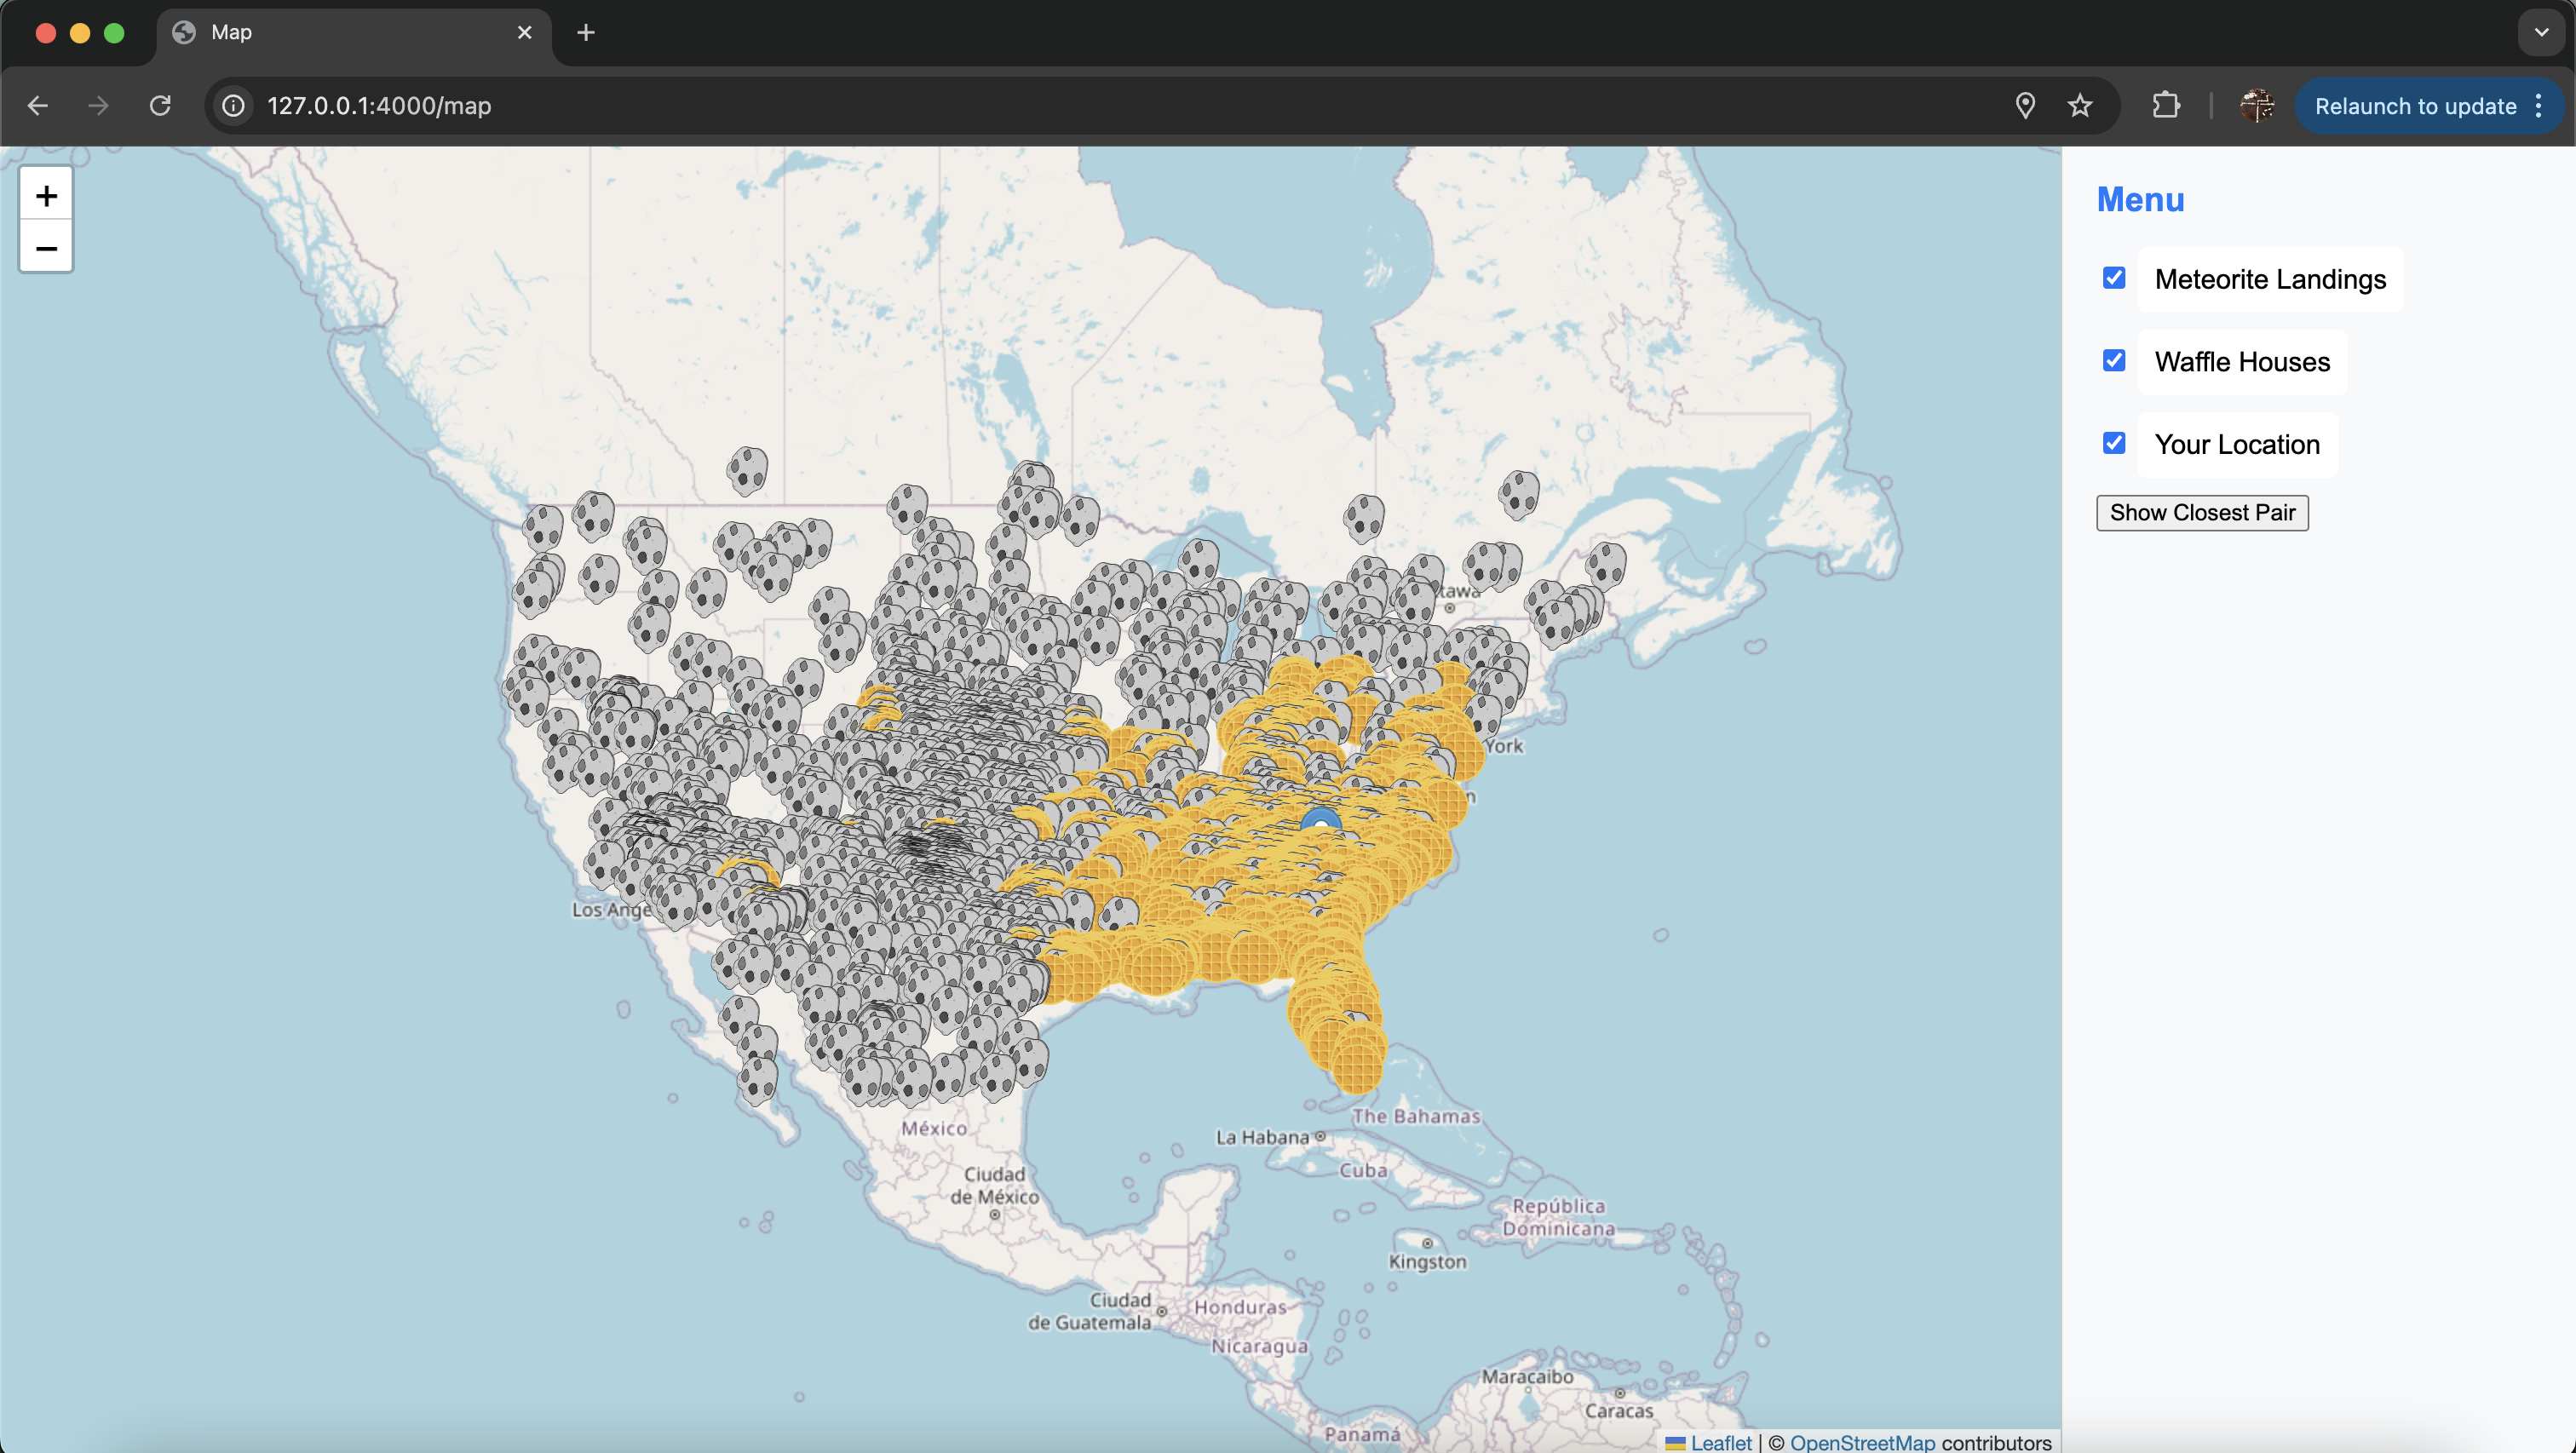 Map
127.0.0.1:4000/map
Relaunch to update
+
−
Menu
Meteorite Landings
Waffle Houses
Your Location
Show Closest Pair
tawa
York
n
Los Ange
México
The Bahamas
La Habana
Cuba
Ciudad
de México
República
Dominicana
Kingston
Ciudad
de Guatemala
Honduras
Nicaragua
Maracaibo
Caracas
Panamá
Leaflet | © OpenStreetMap contributors